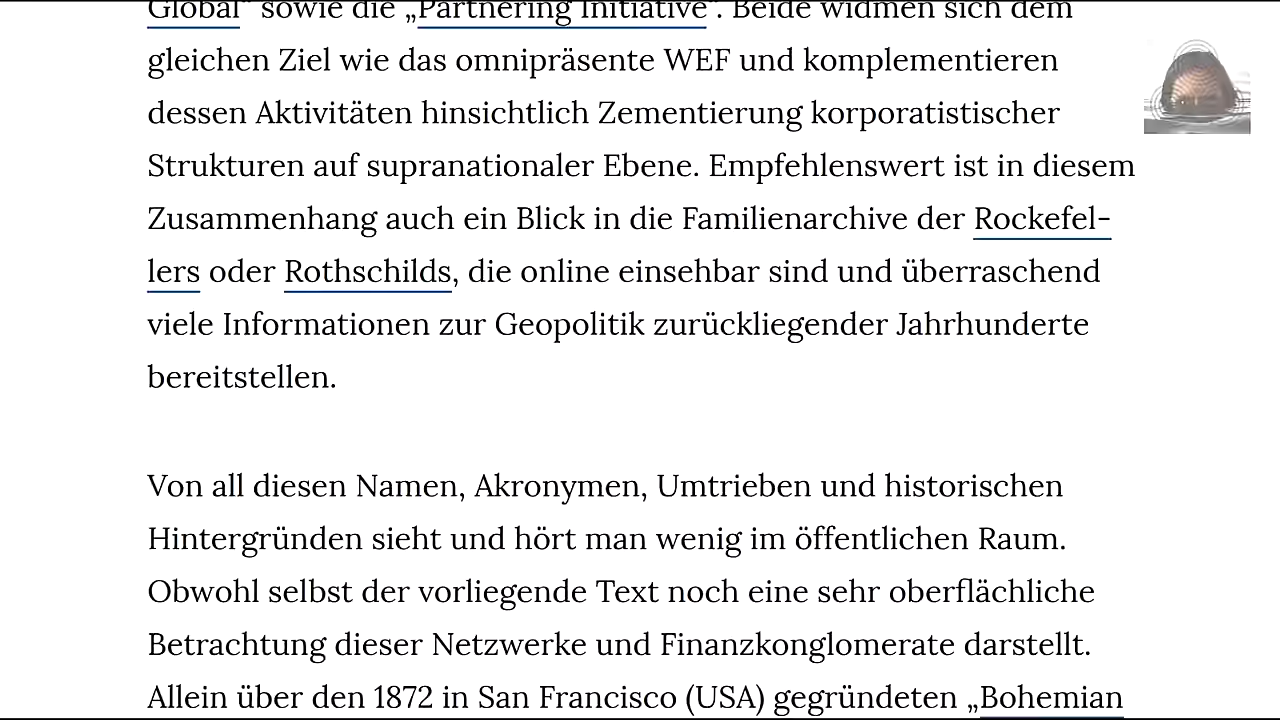 Global“ sowie die „Partnering Initiative“. Beide widmen sich dem
gleichen Ziel wie das omnipräsente WEF und komplementieren
dessen Aktivitäten hinsichtlich Zementierung korporatistischer
Strukturen auf supranationaler Ebene. Empfehlenswert ist in diesem
Zusammenhang auch ein Blick in die Familienarchive der Rockefel-
lers oder Rothschilds, die online einsehbar sind und überraschend
viele Informationen zur Geopolitik zurückliegender Jahrhunderte
bereitstellen.
Von all diesen Namen, Akronymen, Umtrieben und historischen
Hintergründen sieht und hört man wenig im öffentlichen Raum.
Obwohl selbst der vorliegende Text noch eine sehr oberflächliche
Betrachtung dieser Netzwerke und Finanzkonglomerate darstellt.
Allein über den 1872 in San Francisco (USA) gegründeten „Bohemian